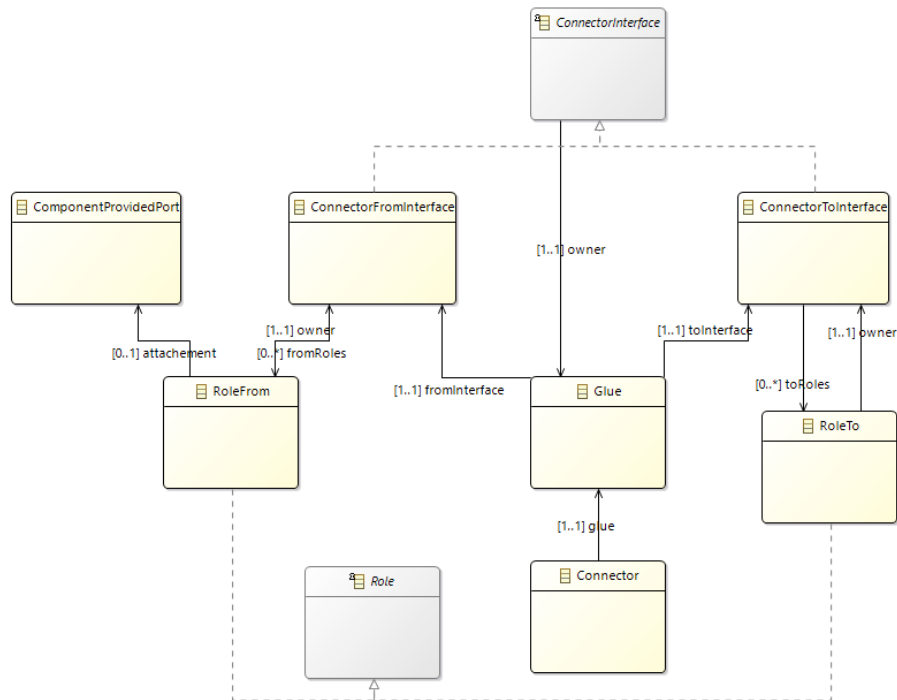 ConnectorInterface
ComponentProvidedPort
ConnectorFromInterface
ConnectorToInterface
[1..1] owner
[1..1] owner
[0..*] fromRoles
[0..1] attachement
[1..1] toInterface
[1..1] owner
[0..*] toRoles
[1..1] fromInterface
RoleFrom
Glue
RoleTo
[1..1] glue
Role
Connector